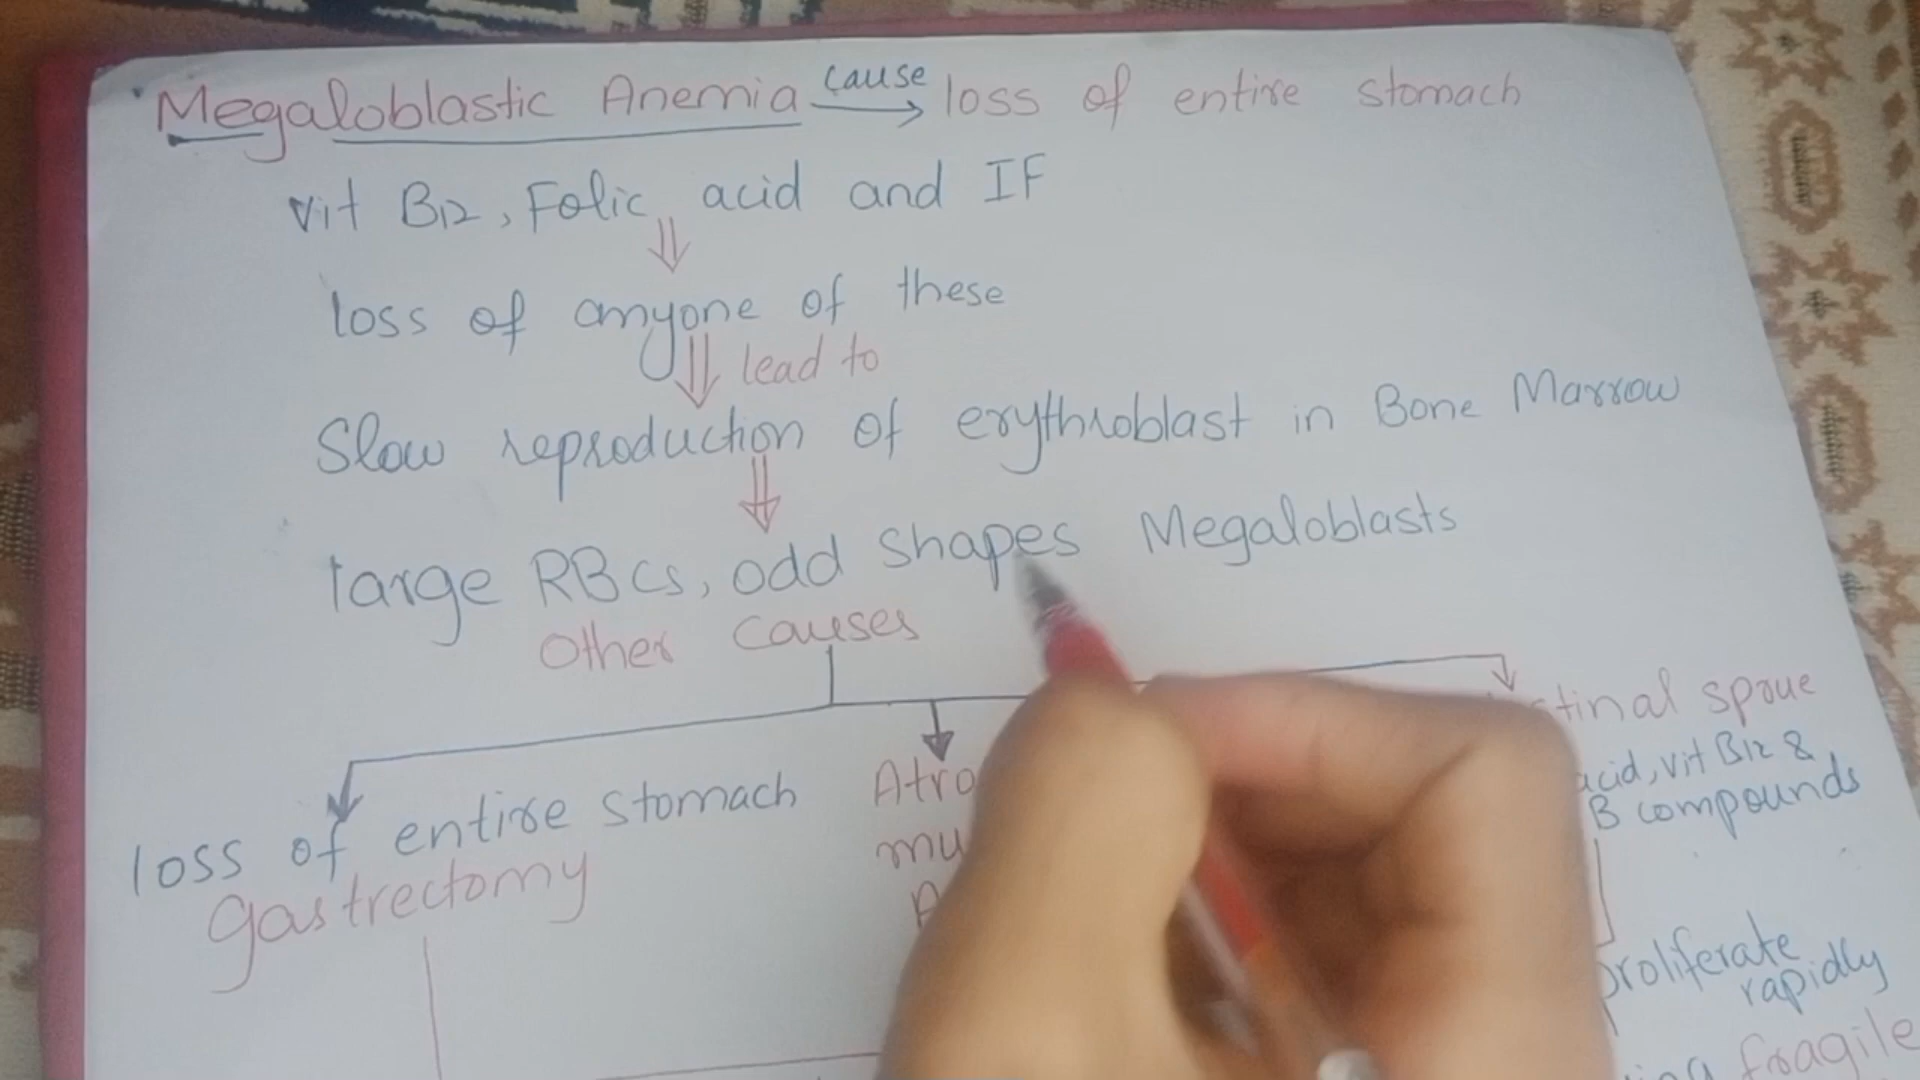 Megaloblastic Anemia cause loss of entire stomach
vit B12, Folic acid and IF
loss of anyone of these
lead to
Slow reproduction of erythroblast in Bone Marrow
large RBCs, odd shapes Megaloblasts
Other causes
loss of entire stomach
gastrectomy
Atro
mu
A
tinal sprue
acid, vit B12 &
B compounds
proliferate
rapidly
fragile